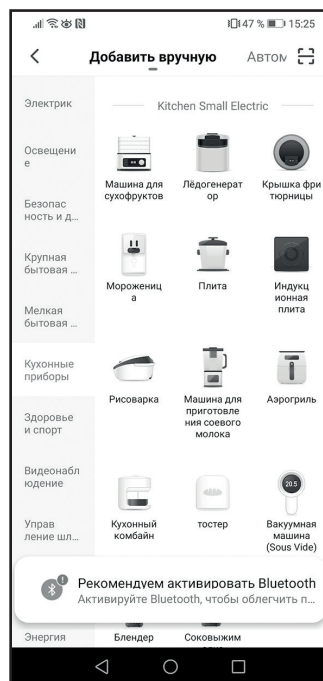 47 % 15:25
Добавить вручную Автом
Электрик
Освещени
е
Безопас
ность и д...
Крупная
бытовая ...
Мелкая
бытовая ...
Кухонные
приборы
Здоровье
и спорт
Видеонабл
юдение
Управ
ление шл...
Энергия
Kitchen Small Electric
Машина для
сухофруктов
Лёдогенерат
ор
Крышка фри
тюрницы
Морожениц
а
Плита
Индукц
ионная
плита
Рисоварка
Машина для
приготовле
ния соевого
молока
Аэрогриль
Кухонный
комбайн
тостер
20.5
Вакуумная
машина
(Sous Vide)
Рекомендуем активировать Bluetooth
Активируйте Bluetooth, чтобы облегчить п...
Блендер
Соковыжим